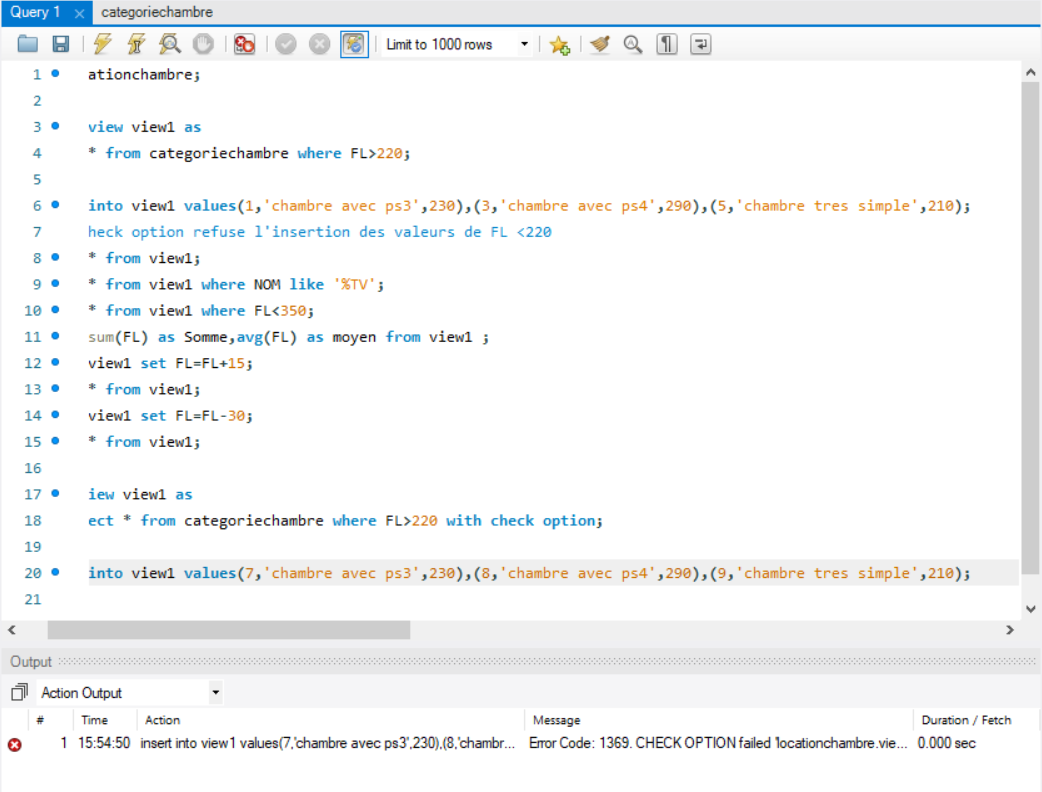 Query 1 categoriechambre
Limit to 1000 rows
1 ationchambre;
2
3 view view1 as
4 * from categoriechambre where FL>220;
5
6 into view1 values(1,'chambre avec ps3',230),(3,'chambre avec ps4',290),(5,'chambre tres simple',210);
7 heck option refuse l'insertion des valeurs de FL <220
8 * from view1;
9 * from view1 where NOM like '%TV';
10 * from view1 where FL<350;
11 sum(FL) as Somme,avg(FL) as moyen from view1 ;
12 view1 set FL=FL+15;
13 * from view1;
14 view1 set FL=FL-30;
15 * from view1;
16
17 iew view1 as
18 ect * from categoriechambre where FL>220 with check option;
19
20 into view1 values(7,'chambre avec ps3',230),(8,'chambre avec ps4',290),(9,'chambre tres simple',210);
21
Output
Action Output
# Time Action Message Duration / Fetch
1 15:54:50 insert into view1 values(7,'chambre avec ps3',230),(8,'chambr... Error Code: 1369. CHECK OPTION failed 'locationchambre.vie... 0.000 sec